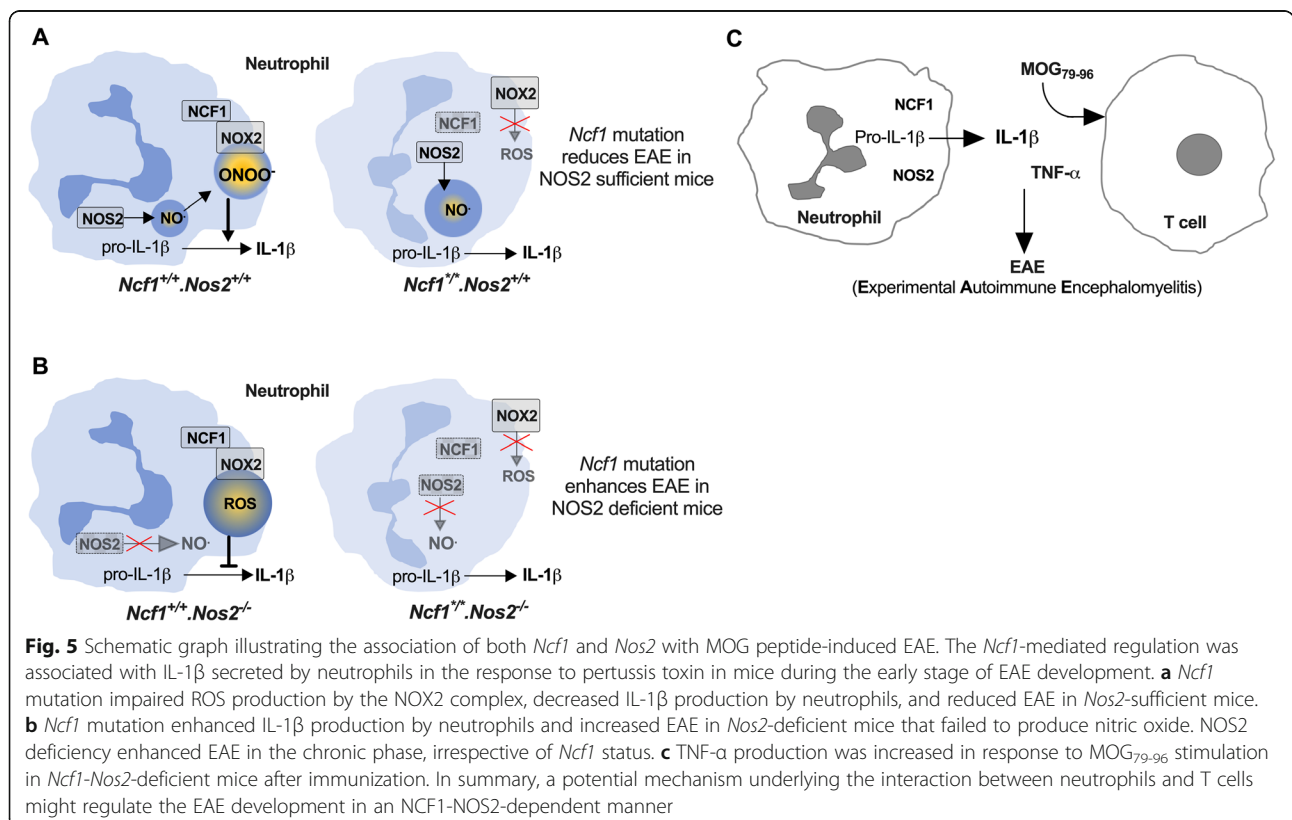 A
Neutrophil
NCF1
NOX2
ONOO-
NOS2
NO·
pro-IL-1β
IL-1β
Ncf1+/+.Nos2+/+
NOX2
NCF1
ROS
NOS2
NO·
pro-IL-1β
IL-1β
Ncf1*/*.Nos2+/+
Ncf1 mutation
reduces EAE in
NOS2 sufficient mice
C
MOG79-96
NCF1
Pro-IL-1β
IL-1β
NOS2
TNF-α
Neutrophil
T cell
EAE
(Experimental Autoimmune Encephalomyelitis)
B
Neutrophil
NCF1
NOX2
ROS
NOS2
NO·
pro-IL-1β
IL-1β
Ncf1+/+.Nos2-/-
NOX2
NCF1
ROS
NOS2
NO·
pro-IL-1β
IL-1β
Ncf1*/*.Nos2-/-
Ncf1 mutation
enhances EAE in
NOS2 deficient mice
Fig. 5 Schematic graph illustrating the association of both Ncf1 and Nos2 with MOG peptide-induced EAE. The Ncf1-mediated regulation was
associated with IL-1β secreted by neutrophils in the response to pertussis toxin in mice during the early stage of EAE development. a Ncf1
mutation impaired ROS production by the NOX2 complex, decreased IL-1β production by neutrophils, and reduced EAE in Nos2-sufficient mice.
b Ncf1 mutation enhanced IL-1β production by neutrophils and increased EAE in Nos2-deficient mice that failed to produce nitric oxide. NOS2
deficiency enhanced EAE in the chronic phase, irrespective of Ncf1 status. c TNF-α production was increased in response to MOG79-96 stimulation
in Ncf1-Nos2-deficient mice after immunization. In summary, a potential mechanism underlying the interaction between neutrophils and T cells
might regulate the EAE development in an NCF1-NOS2-dependent manner